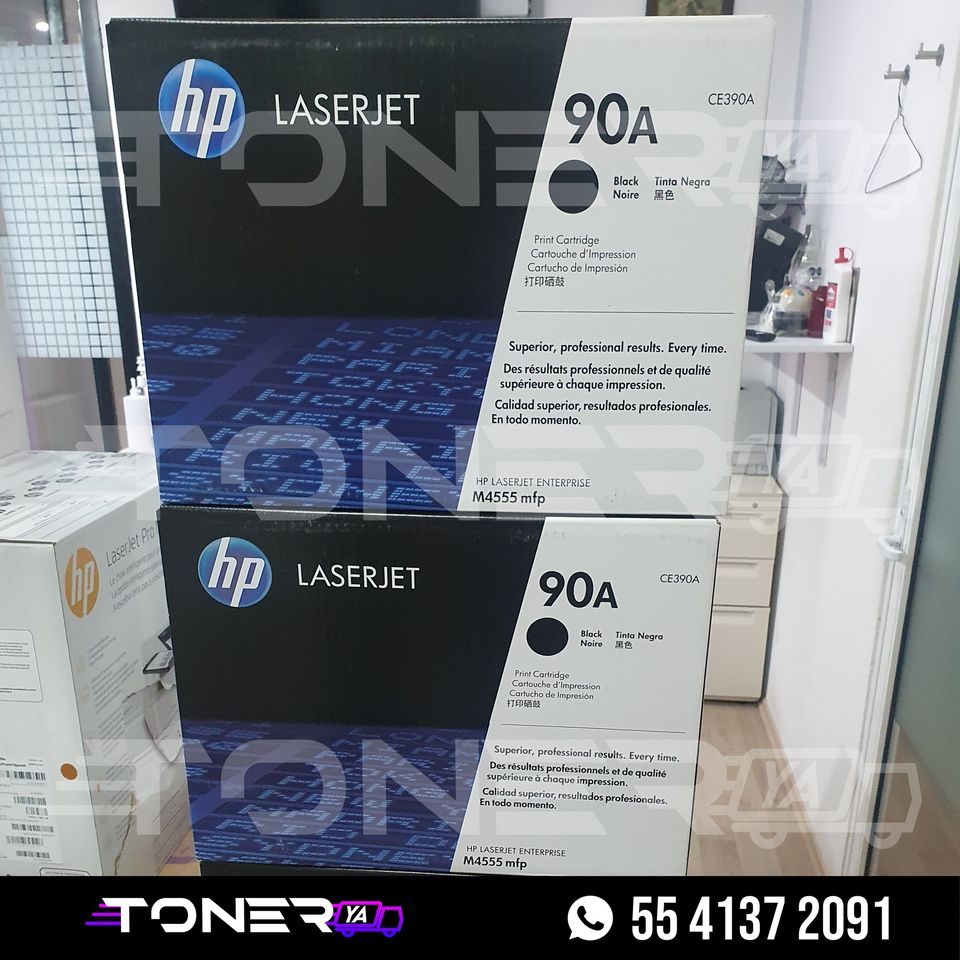 hp LASERJET
90A
CE390A
Black Tinta Negra
Noire 黑色
Print Cartridge
Cartouche d'Impression
Cartucho de Impresión
打印硒鼓
Superior, professional results. Every time.
Des résultats professionnels et de qualité
supérieure à chaque impression.
Calidad superior, resultados profesionales.
En todo momento.
HP LASERJET ENTERPRISE
M4555 mfp
hp LASERJET
90A
CE390A
Black Tinta Negra
Noire 黑色
Print Cartridge
Cartouche d'Impression
Cartucho de Impresión
打印硒鼓
Superior, professional results. Every time.
Des résultats professionnels et de qualité
supérieure à chaque impression.
Calidad superior, resultados profesionales.
En todo momento.
HP LASERJET ENTERPRISE
M4555 mfp
hp LaserJet Pro
TONER YA
TONER YA
TONER YA
TONER YA
55 4137 2091